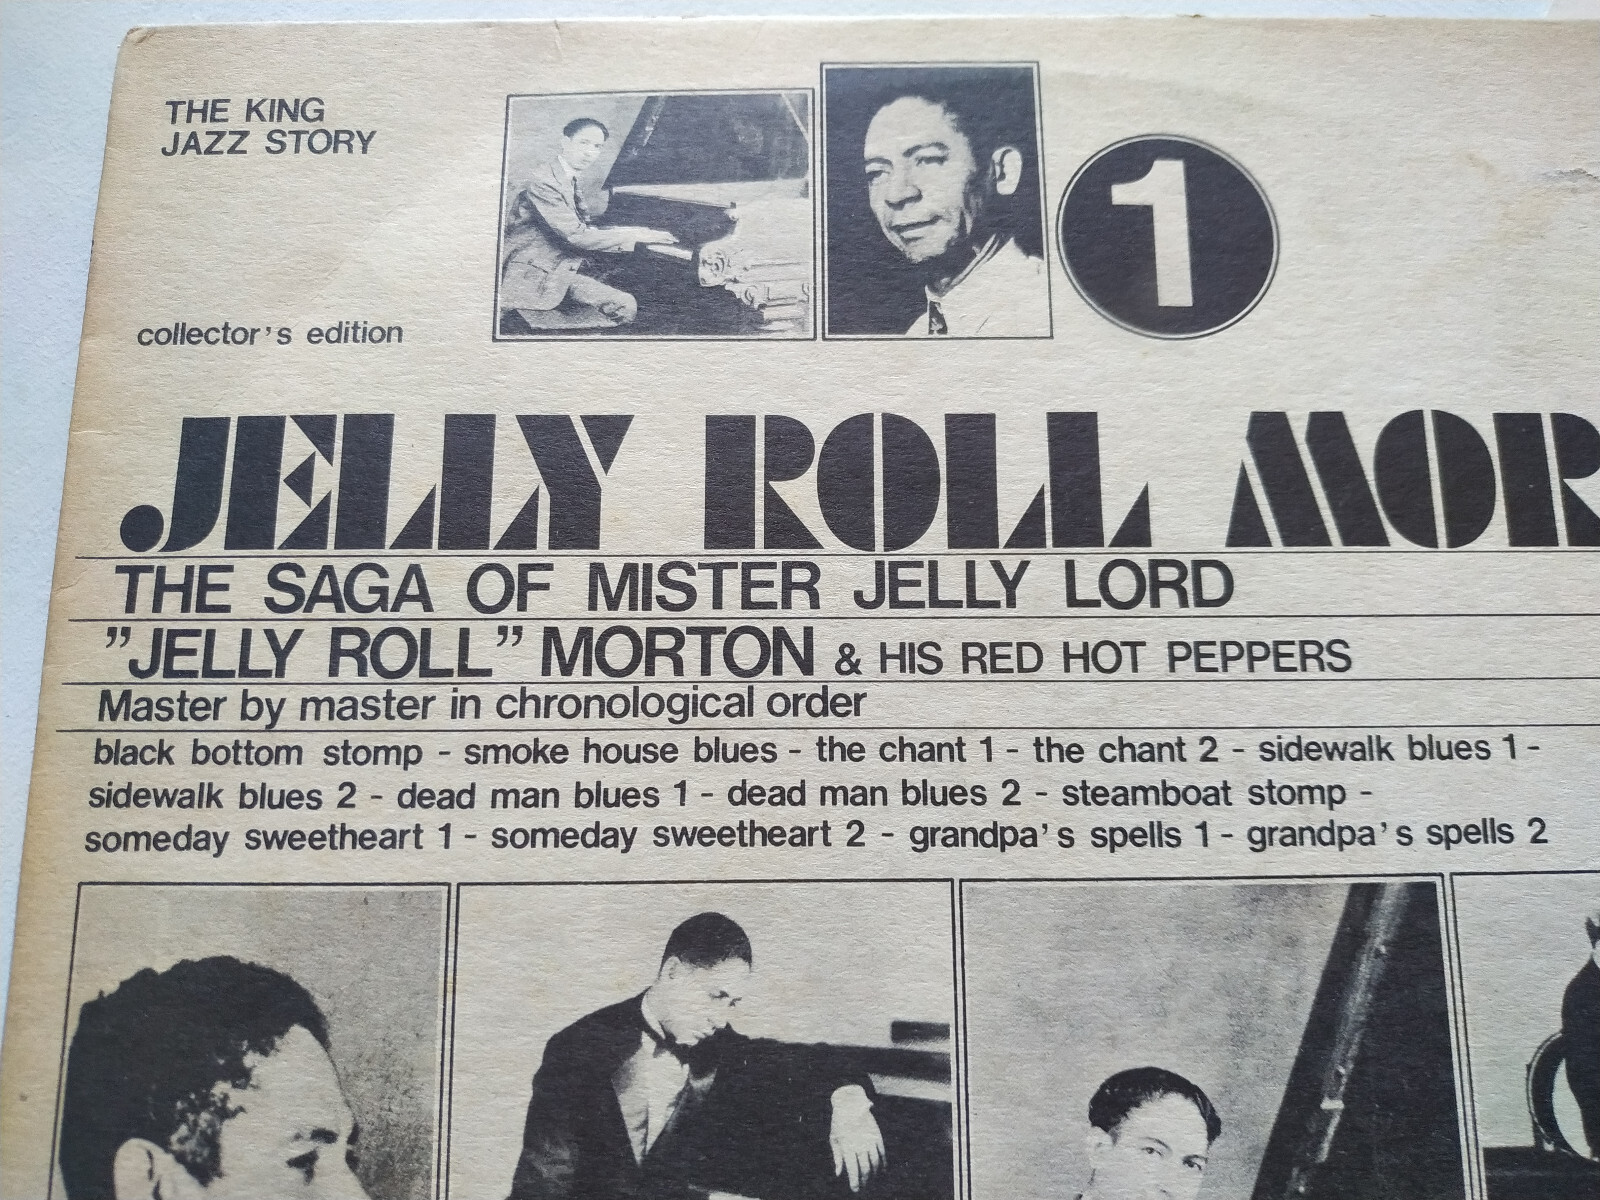 THE KING
JAZZ STORY
1
collector's edition
JELLY ROLL MOR
THE SAGA OF MISTER JELLY LORD
"JELLY ROLL" MORTON & HIS RED HOT PEPPERS
Master by master in chronological order
black bottom stomp - smoke house blues - the chant 1 - the chant 2 - sidewalk blues 1 -
sidewalk blues 2 - dead man blues 1 - dead man blues 2 - steamboat stomp -
someday sweetheart 1 - someday sweetheart 2 - grandpa's spells 1 - grandpa's spells 2